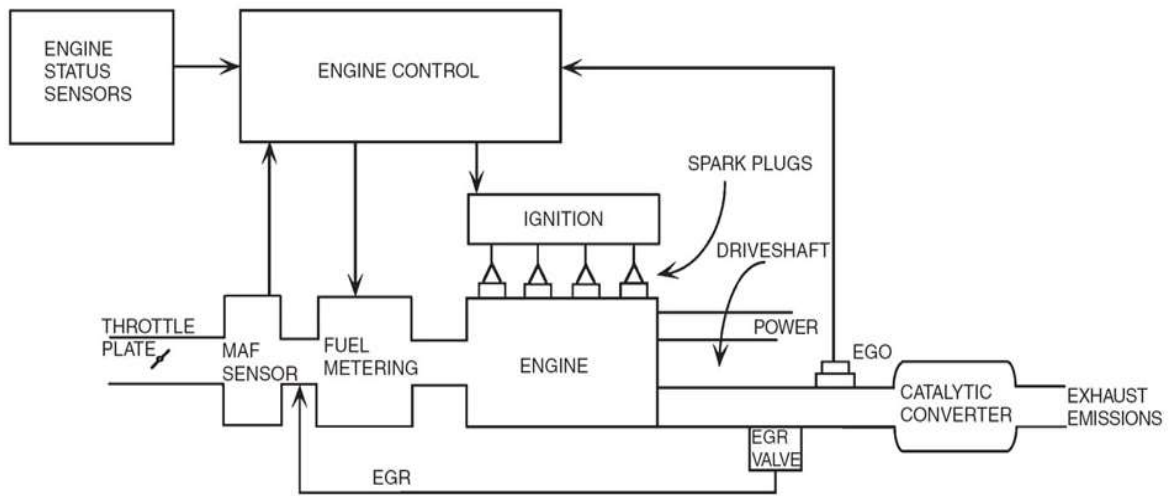 ENGINE
STATUS
SENSORS
ENGINE CONTROL
SPARK PLUGS
IGNITION
DRIVESHAFT
THROTTLE
PLATE
MAF
SENSOR
FUEL
METERING
ENGINE
POWER
EGO
CATALYTIC
CONVERTER
EXHAUST
EMISSIONS
EGR
VALVE
EGR